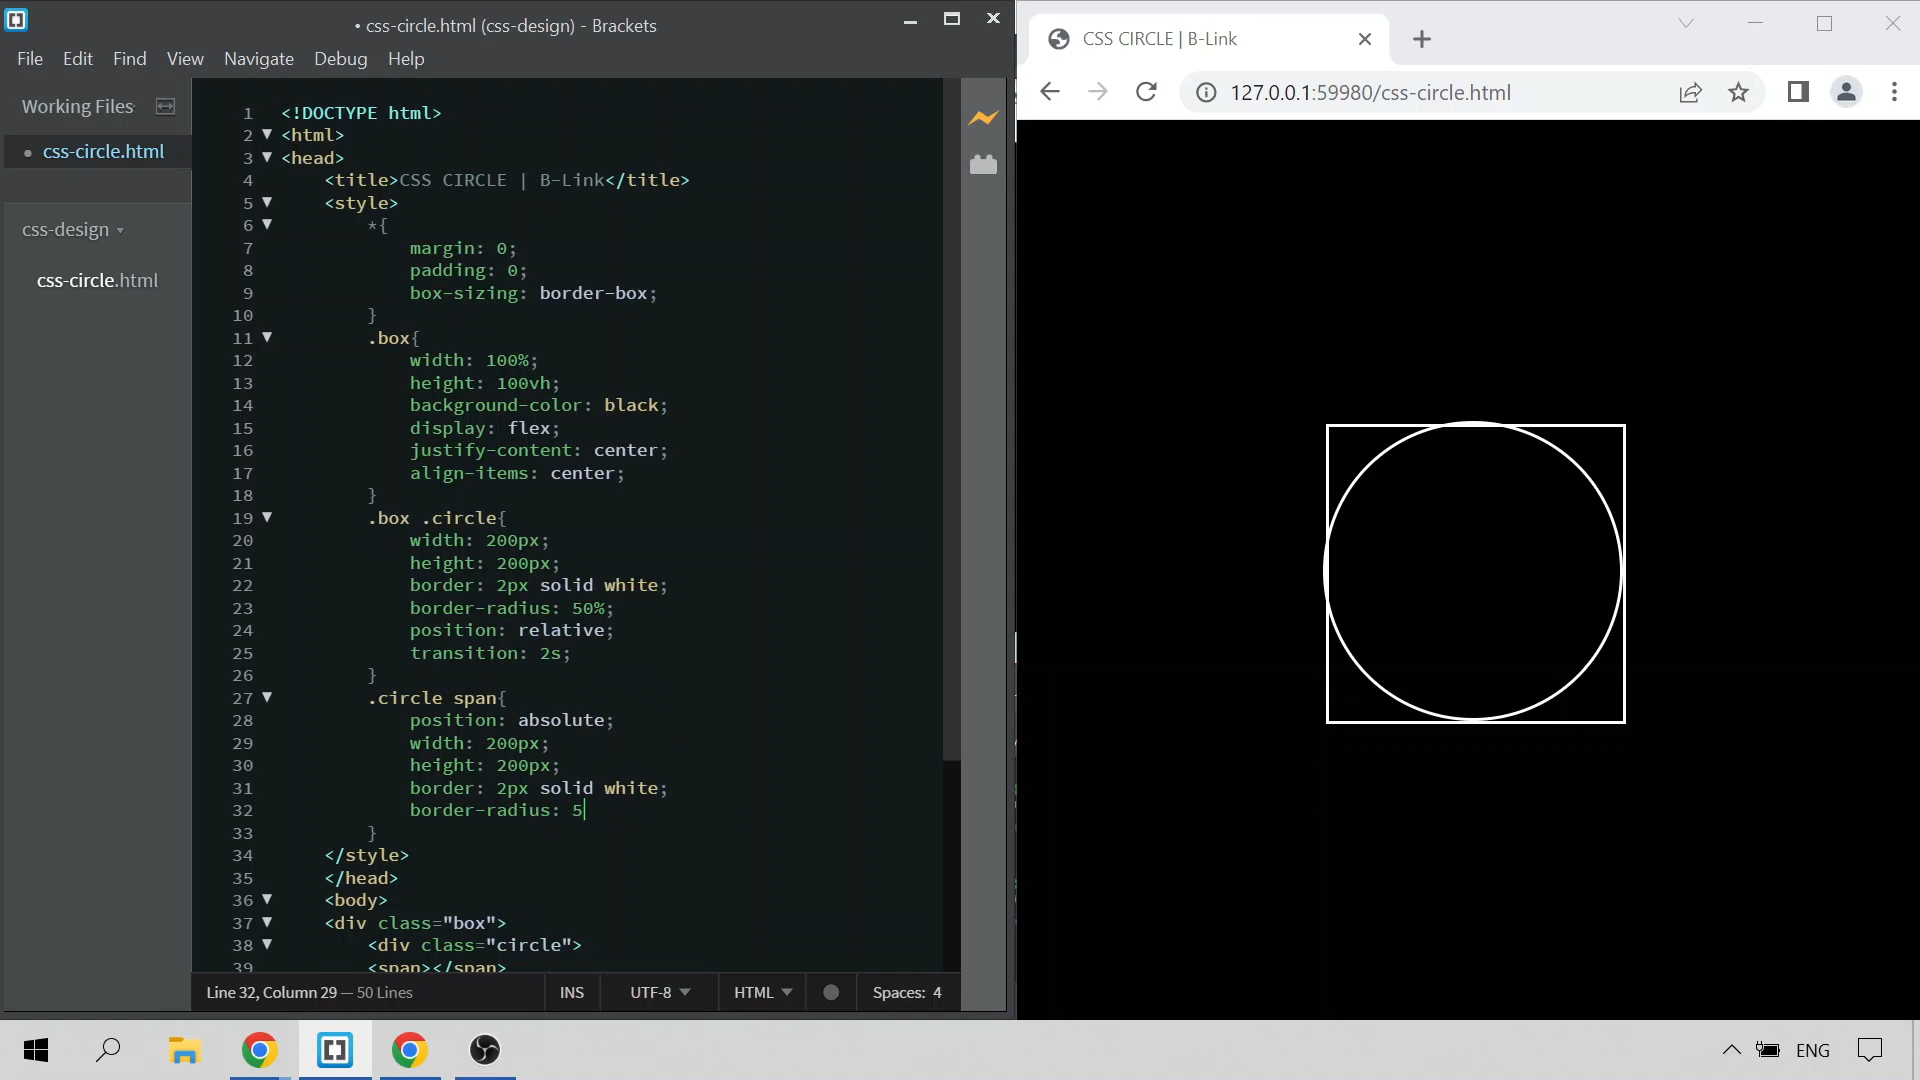 • css-circle.html (css-design) - Brackets
File Edit Find View Navigate Debug Help
Working Files
• css-circle.html
css-design
css-circle.html
1 <!DOCTYPE html>
2 <html>
3 <head>
4 <title>CSS CIRCLE | B-Link</title>
5 <style>
6 *{
7 margin: 0;
8 padding: 0;
9 box-sizing: border-box;
10 }
11 .box{
12 width: 100%;
13 height: 100vh;
14 background-color: black;
15 display: flex;
16 justify-content: center;
17 align-items: center;
18 }
19 .box .circle{
20 width: 200px;
21 height: 200px;
22 border: 2px solid white;
23 border-radius: 50%;
24 position: relative;
25 transition: 2s;
26 }
27 .circle span{
28 position: absolute;
29 width: 200px;
30 height: 200px;
31 border: 2px solid white;
32 border-radius: 5
33 }
34 </style>
35 </head>
36 <body>
37 <div class="box">
38 <div class="circle">
39 <span></span>
Line 32, Column 29 — 50 Lines
INS UTF-8 HTML Spaces: 4
CSS CIRCLE | B-Link
127.0.0.1:59980/css-circle.html
ENG